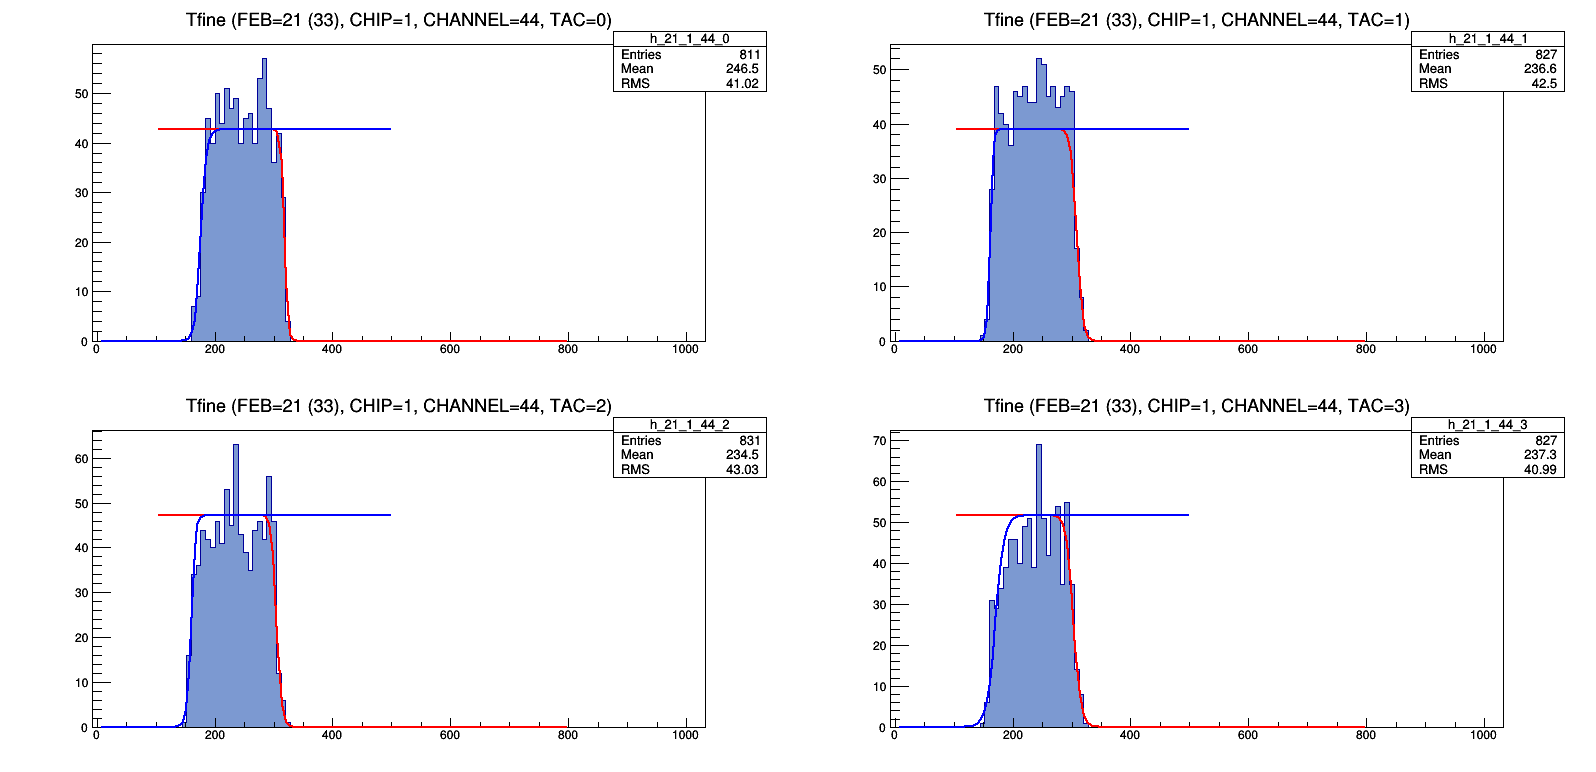 Tfine (FEB=21 (33), CHIP=1, CHANNEL=44, TAC=0)
h_21_1_44_0
Entries 811
Mean 246.5
RMS 41.02
50
40
30
20
10
0
0 200 400 600 800 1000
Tfine (FEB=21 (33), CHIP=1, CHANNEL=44, TAC=1)
h_21_1_44_1
Entries 827
Mean 236.6
RMS 42.5
50
40
30
20
10
0
0 200 400 600 800 1000
Tfine (FEB=21 (33), CHIP=1, CHANNEL=44, TAC=2)
h_21_1_44_2
Entries 831
Mean 234.5
RMS 43.03
60
50
40
30
20
10
0
0 200 400 600 800 1000
Tfine (FEB=21 (33), CHIP=1, CHANNEL=44, TAC=3)
h_21_1_44_3
Entries 827
Mean 237.3
RMS 40.99
70
60
50
40
30
20
10
0
0 200 400 600 800 1000